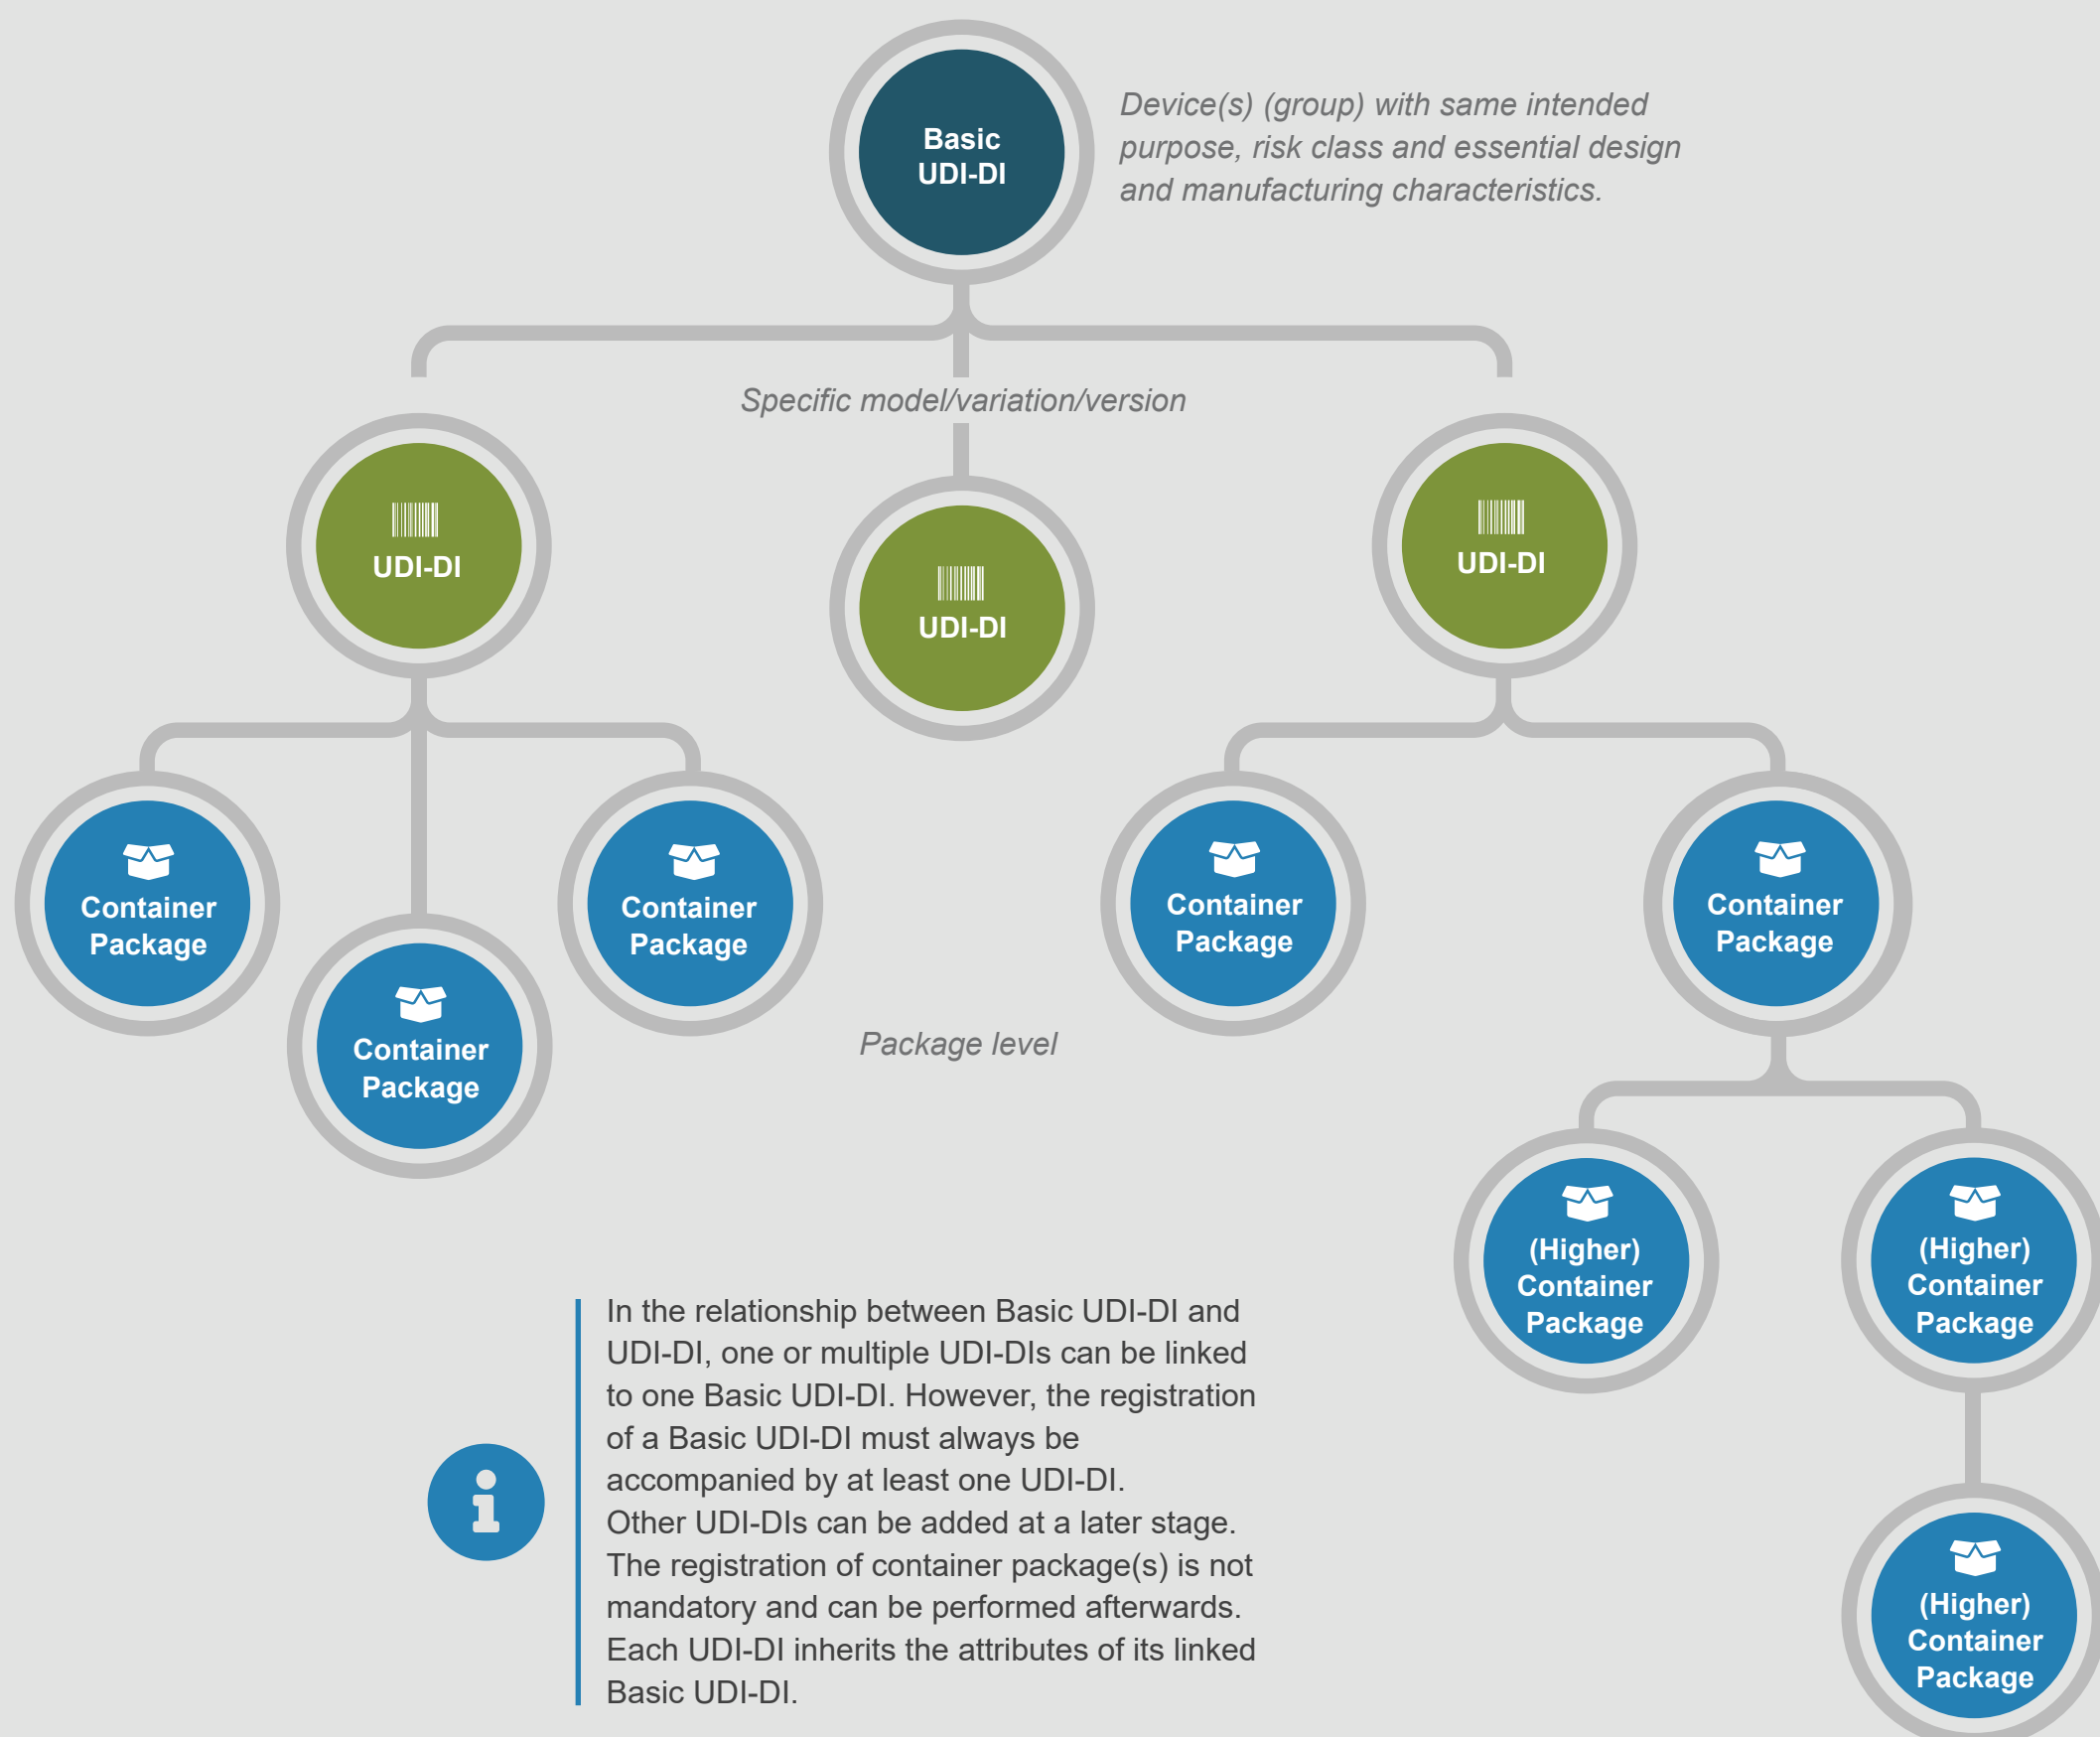 Basic
UDI-DI
Device(s) (group) with same intended
purpose, risk class and essential design
and manufacturing characteristics.
Specific model/variation/version
UDI-DI
UDI-DI
UDI-DI
Container
Package
Container
Package
Container
Package
Container
Package
Container
Package
Package level
(Higher)
Container
Package
(Higher)
Container
Package
(Higher)
Container
Package
In the relationship between Basic UDI-DI and
UDI-DI, one or multiple UDI-DIs can be linked
to one Basic UDI-DI. However, the registration
of a Basic UDI-DI must always be
accompanied by at least one UDI-DI.
Other UDI-DIs can be added at a later stage.
The registration of container package(s) is not
mandatory and can be performed afterwards.
Each UDI-DI inherits the attributes of its linked
Basic UDI-DI.